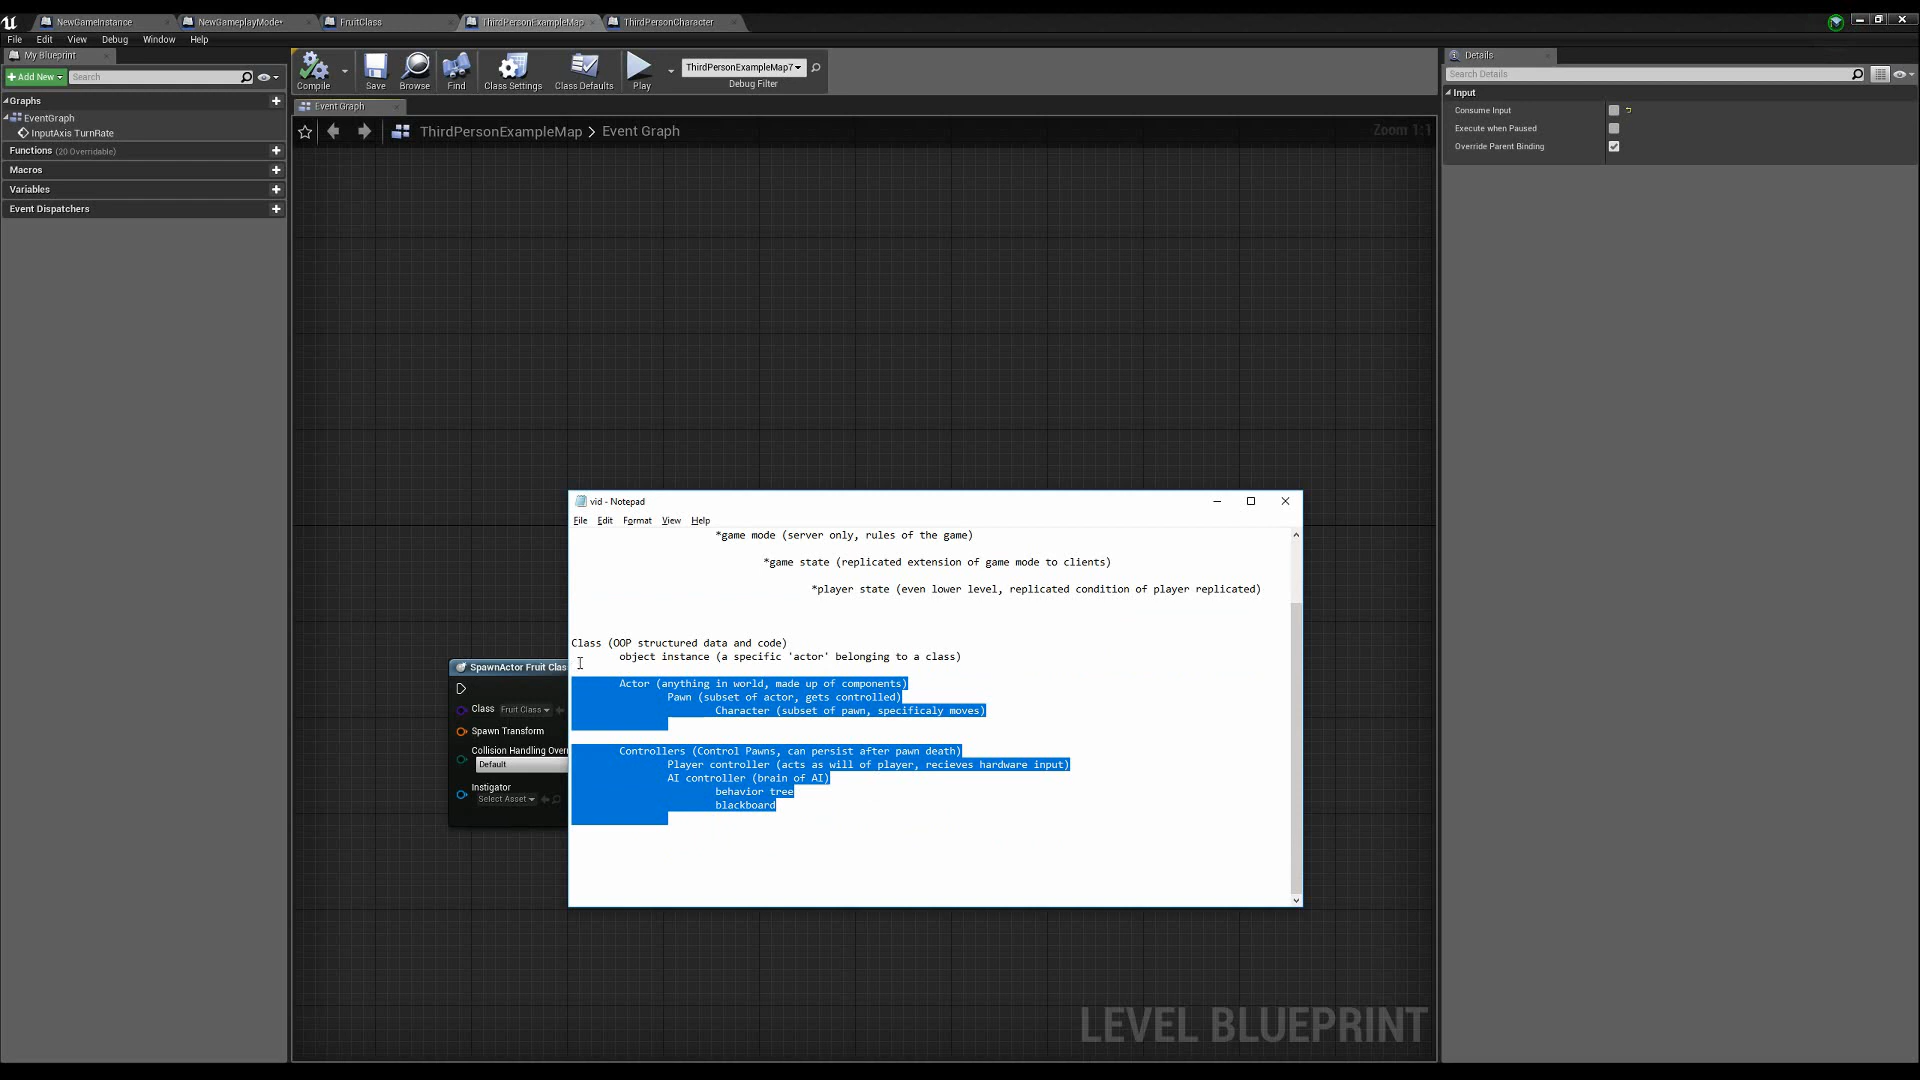 NewGameInstance
NewGameplayMode*
FruitClass
ThirdPersonExampleMap
ThirdPersonCharacter
File Edit View Debug Window Help
My Blueprint
Add New
Search
Graphs
EventGraph
InputAxis TurnRate
Functions (20 Overridable)
Macros
Variables
Event Dispatchers
Compile
Save
Browse
Find
Class Settings
Class Defaults
Play
ThirdPersonExampleMap7
Debug Filter
Event Graph
ThirdPersonExampleMap > Event Graph
Zoom 1:1
Details
Search Details
Input
Consume Input
Execute when Paused
Override Parent Binding
SpawnActor Fruit Clas
Class Fruit Class
Spawn Transform
Collision Handling Over
Default
Instigator
Select Asset
vid - Notepad
File Edit Format View Help
*game mode (server only, rules of the game)
*game state (replicated extension of game mode to clients)
*player state (even lower level, replicated condition of player replicated)
Class (OOP structured data and code)
object instance (a specific 'actor' belonging to a class)
Actor (anything in world, made up of components)
Pawn (subset of actor, gets controlled)
Character (subset of pawn, specificaly moves)
Controllers (Control Pawns, can persist after pawn death)
Player controller (acts as will of player, recieves hardware input)
AI controller (brain of AI)
behavior tree
blackboard
LEVEL BLUEPRINT